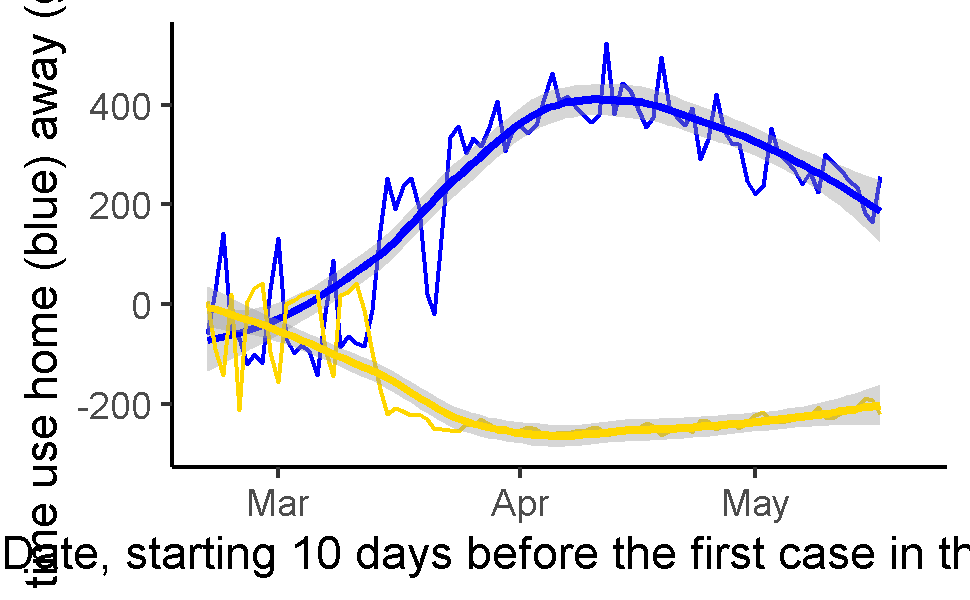 time use home (blue) away (
400
200
0
-200
Mar Apr May
Date, starting 10 days before the first case in th